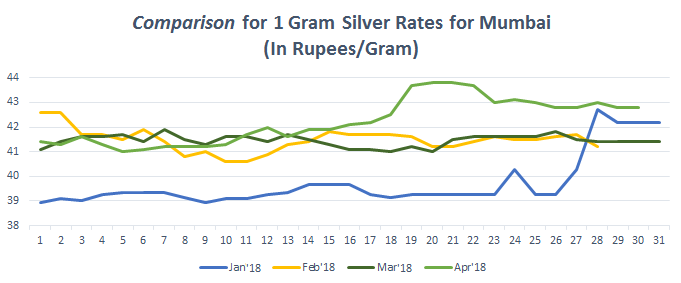 Comparison for 1 Gram Silver Rates for Mumbai
(In Rupees/Gram)
44
43
42
41
40
39
38
1 2 3 4 5 6 7 8 9 10 11 12 13 14 15 16 17 18 19 20 21 22 23 24 25 26 27 28 29 30 31
Jan'18 Feb'18 Mar'18 Apr'18